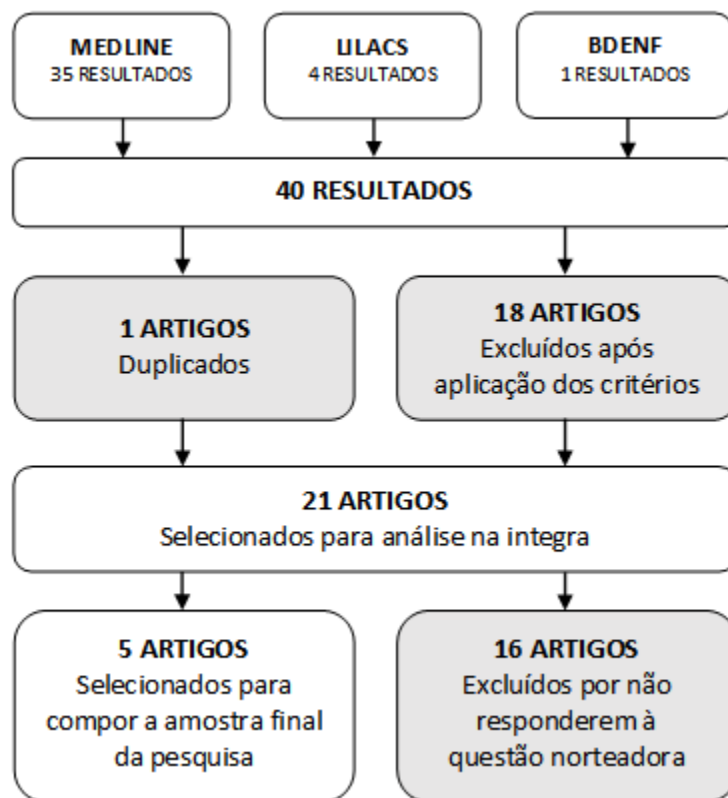 MEDLINE
35 RESULTADOS
LILACS
4 RESULTADOS
BDENF
1 RESULTADOS
40 RESULTADOS
1 ARTIGOS
Duplicados
18 ARTIGOS
Excluídos após
aplicação dos critérios
21 ARTIGOS
Selecionados para análise na integra
5 ARTIGOS
Selecionados para
compor a amostra final
da pesquisa
16 ARTIGOS
Excluídos por não
responderem à
questão norteadora